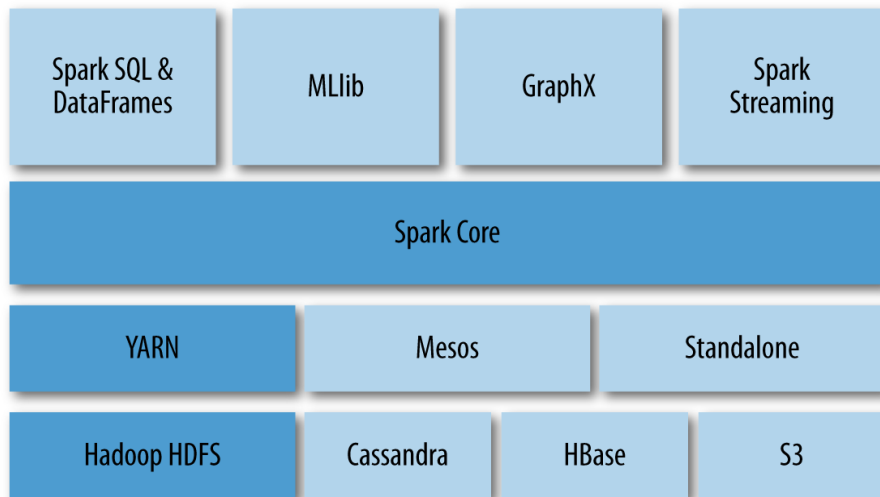 Spark SQL &
DataFrames
MLlib
GraphX
Spark
Streaming
Spark Core
YARN
Mesos
Standalone
Hadoop HDFS
Cassandra
HBase
S3